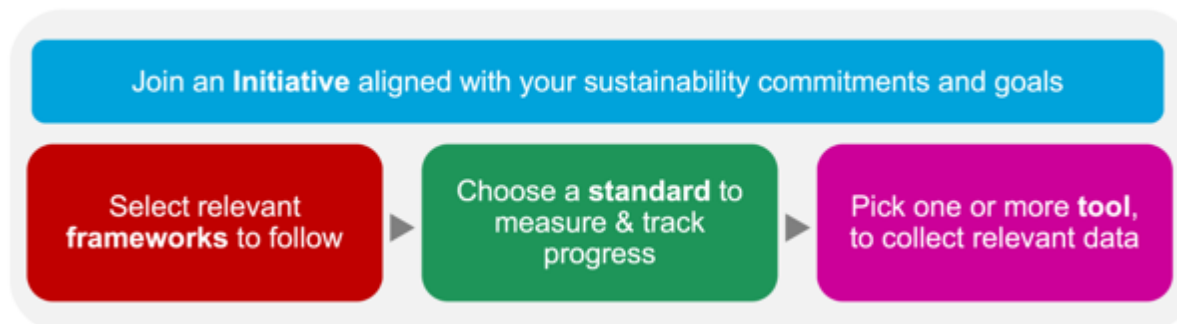 Join an Initiative aligned with your sustainability commitments and goals
Select relevant
frameworks to follow
Choose a standard to
measure & track
progress
Pick one or more tool,
to collect relevant data